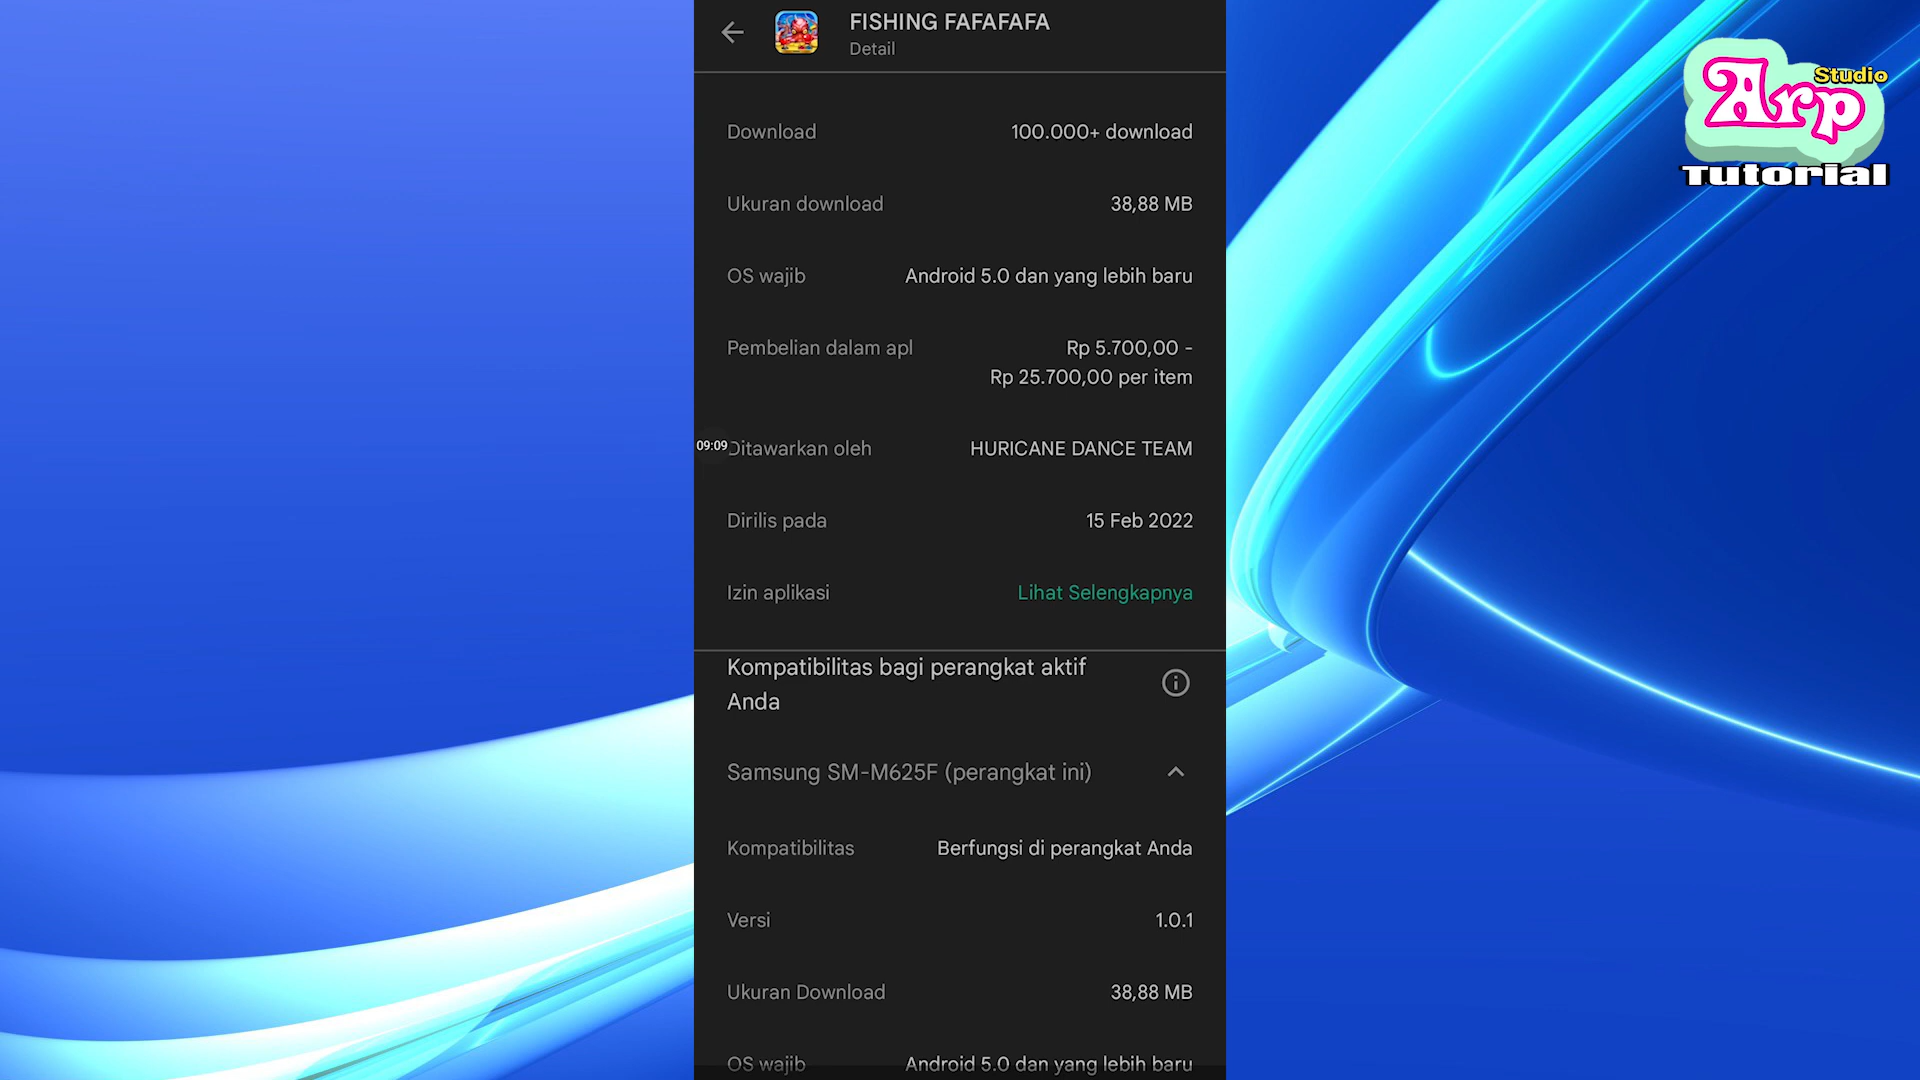 FISHING FAFAFAFA
Detail
Studio
Arp
Tutorial
Download 100.000+ download
Ukuran download 38,88 MB
OS wajib Android 5.0 dan yang lebih baru
Pembelian dalam apl Rp 5.700,00 -
Rp 25.700,00 per item
09:09
Ditawarkan oleh HURICANE DANCE TEAM
Dirilis pada 15 Feb 2022
Izin aplikasi Lihat Selengkapnya
Kompatibilitas bagi perangkat aktif
Anda
Samsung SM-M625F (perangkat ini)
Kompatibilitas Berfungsi di perangkat Anda
Versi 1.0.1
Ukuran Download 38,88 MB
OS wajib Android 5.0 dan yang lebih baru